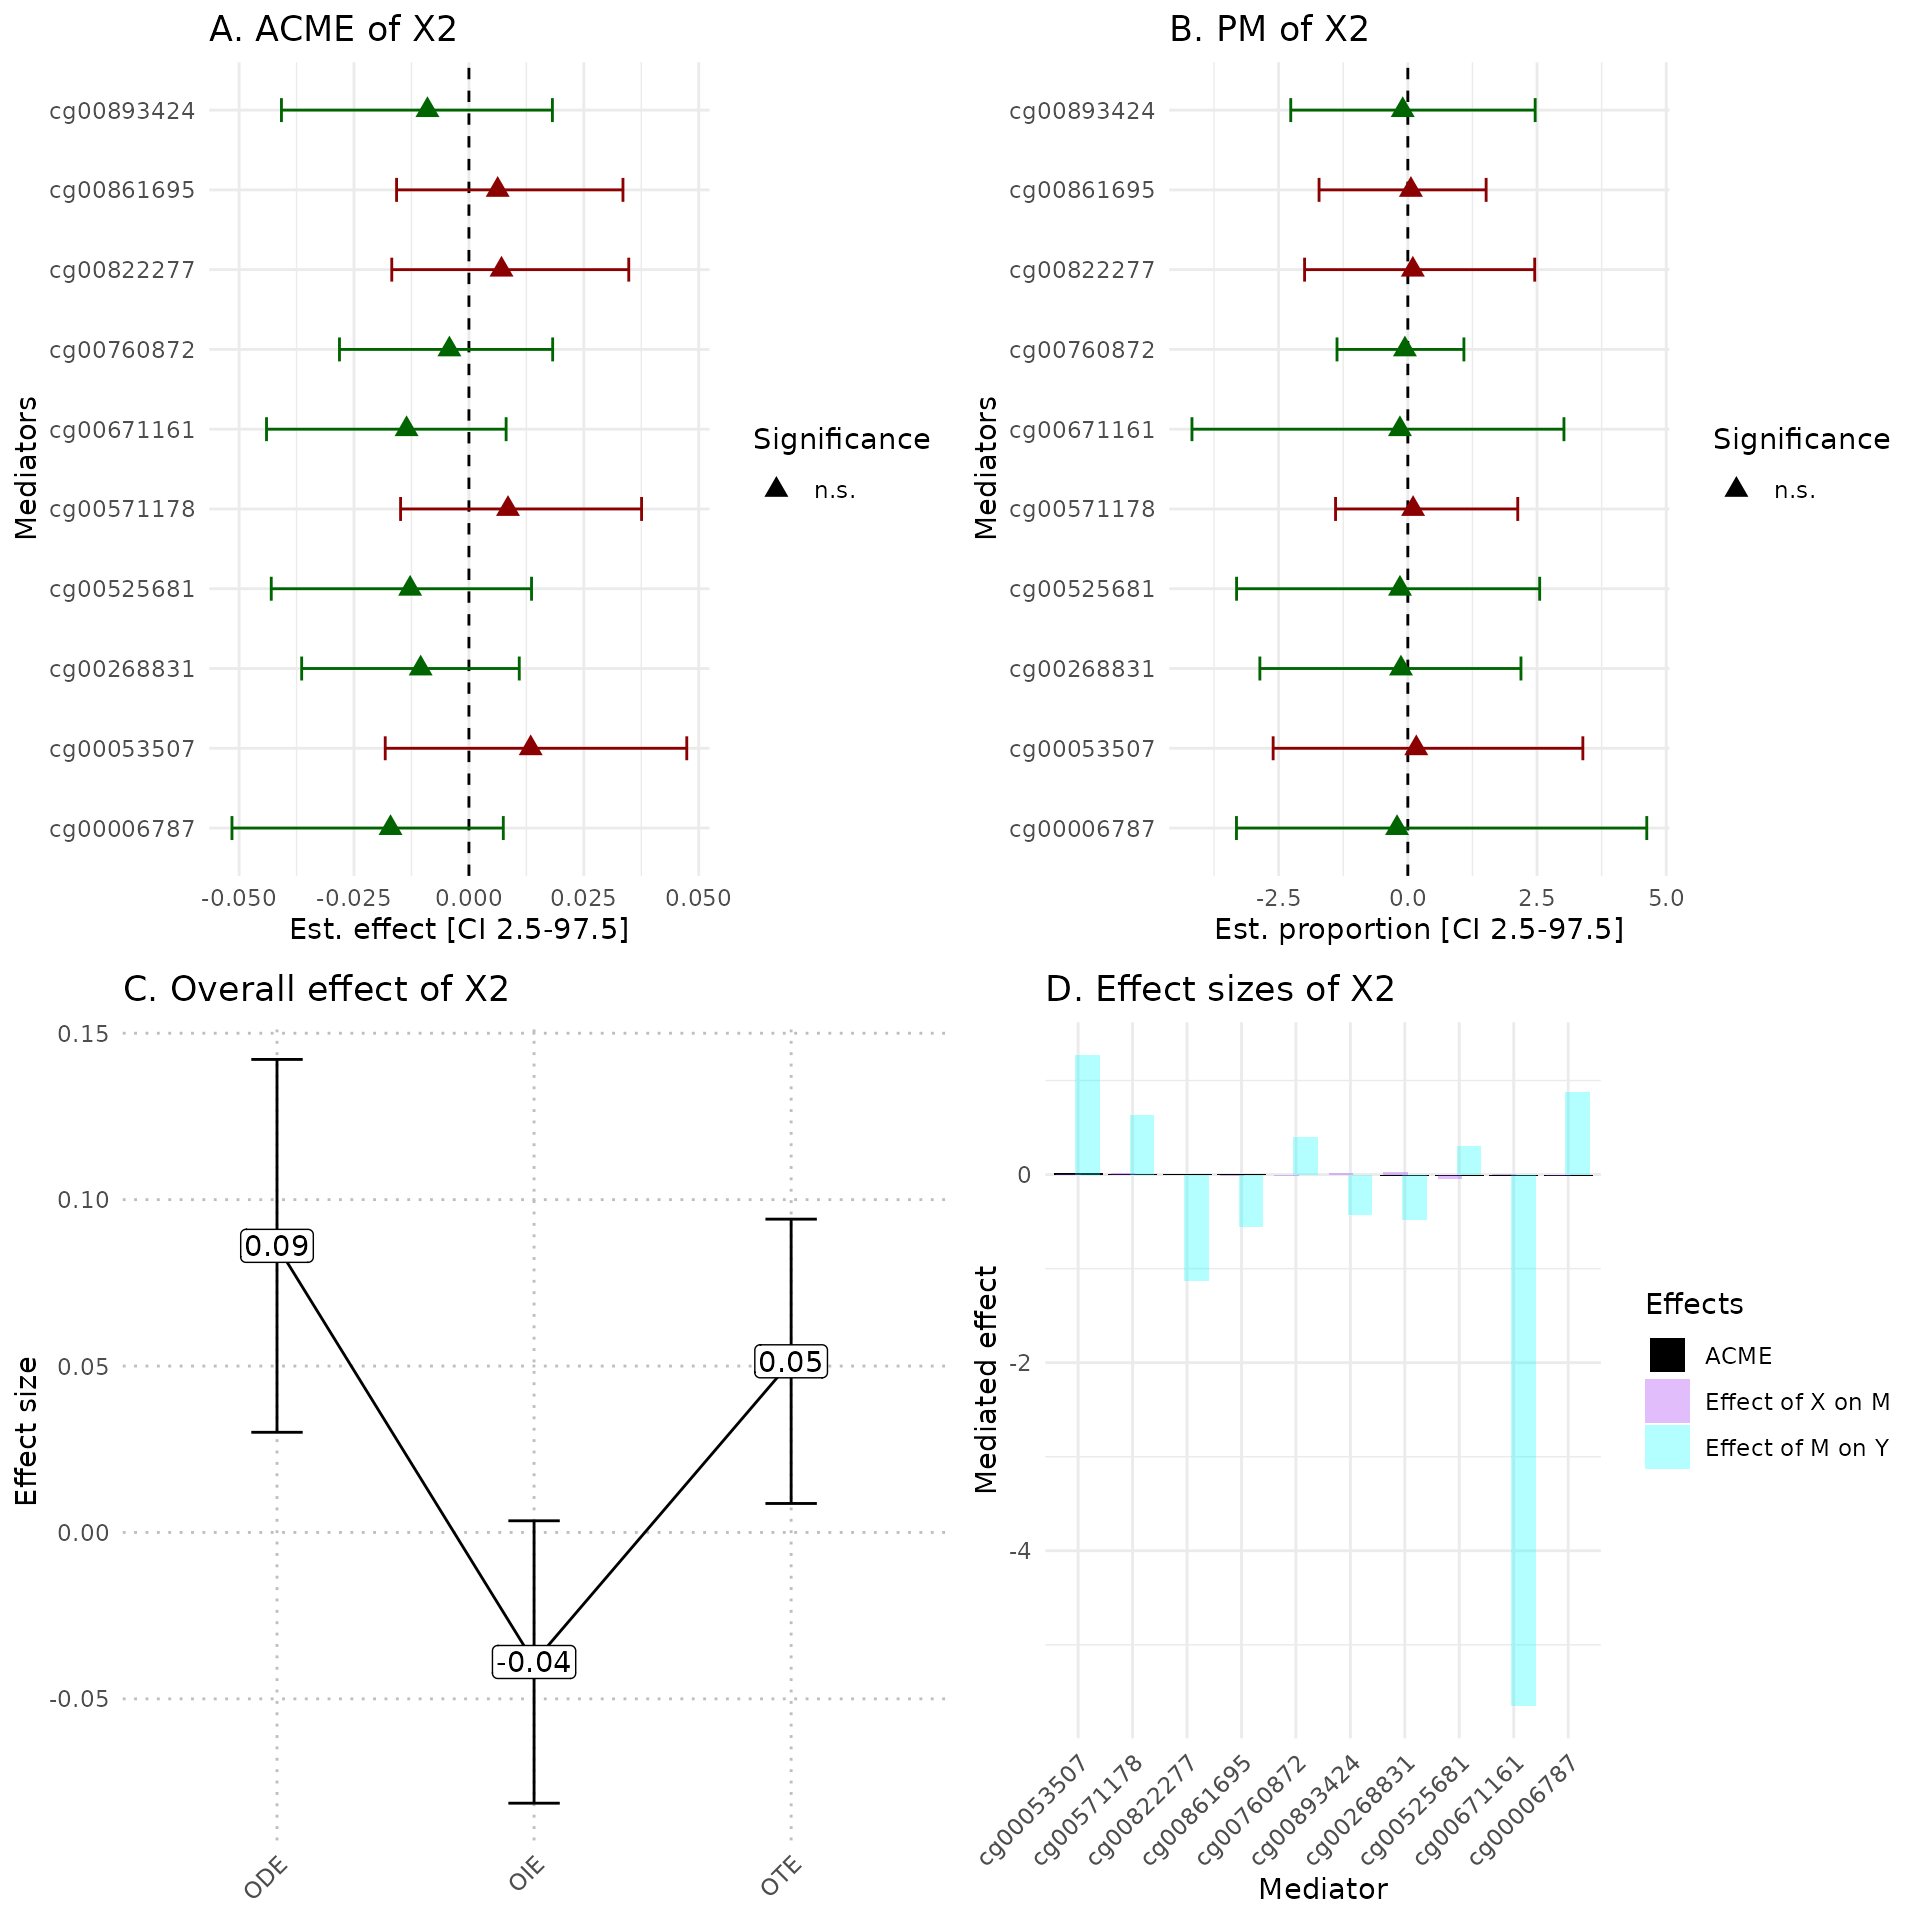 A. ACME of X2
Mediators
cg00893424
cg00861695
cg00822277
cg00760872
cg00671161
cg00571178
cg00525681
cg00268831
cg00053507
cg00006787
-0.050 -0.025 0.000 0.025 0.050
Est. effect [CI 2.5-97.5]
Significance
n.s.
B. PM of X2
Mediators
cg00893424
cg00861695
cg00822277
cg00760872
cg00671161
cg00571178
cg00525681
cg00268831
cg00053507
cg00006787
-2.5 0.0 2.5 5.0
Est. proportion [CI 2.5-97.5]
Significance
n.s.
C. Overall effect of X2
Effect size
0.15
0.10
0.05
0.00
-0.05
0.09
-0.04
0.05
ODE OIE OTE
D. Effect sizes of X2
Mediated effect
0
-2
-4
cg00053507 cg00571178 cg00822277 cg00861695 cg00760872 cg00893424 cg00268831 cg00525681 cg00671161 cg00006787
Mediator
Effects
ACME
Effect of X on M
Effect of M on Y